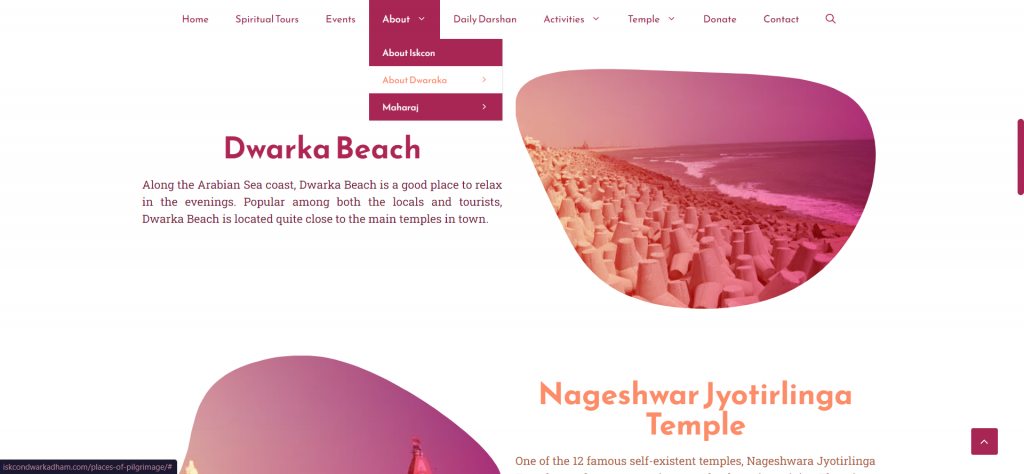 Home Spiritual Tours Events About Daily Darshan Activities Temple Donate Contact
About Iskcon
About Dwaraka
Maharaj
Dwarka Beach
Along the Arabian Sea coast, Dwarka Beach is a good place to relax
in the evenings. Popular among both the locals and tourists,
Dwarka Beach is located quite close to the main temples in town.
Nageshwar Jyotirlinga
Temple
One of the 12 famous self-existent temples, Nageshwara Jyotirlinga
iskcondwarkadham.com/places-of-pilgrimage/#